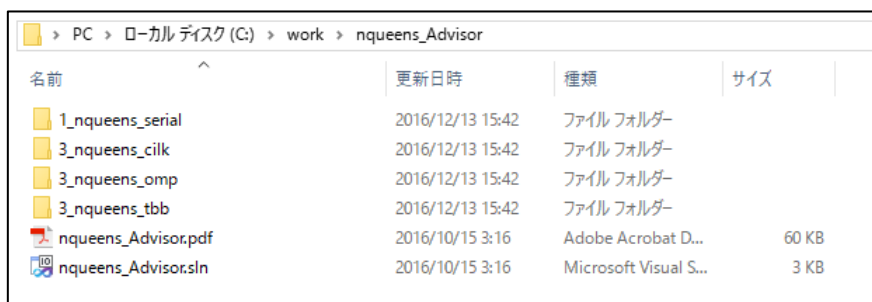 PC > ローカル ディスク (C:) > work > nqueens_Advisor
名前 更新日時 種類 サイズ
1_nqueens_serial 2016/12/13 15:42 ファイル フォルダー
3_nqueens_cilk 2016/12/13 15:42 ファイル フォルダー
3_nqueens_omp 2016/12/13 15:42 ファイル フォルダー
3_nqueens_tbb 2016/12/13 15:42 ファイル フォルダー
nqueens_Advisor.pdf 2016/10/15 3:16 Adobe Acrobat D... 60 KB
nqueens_Advisor.sln 2016/10/15 3:16 Microsoft Visual S... 3 KB